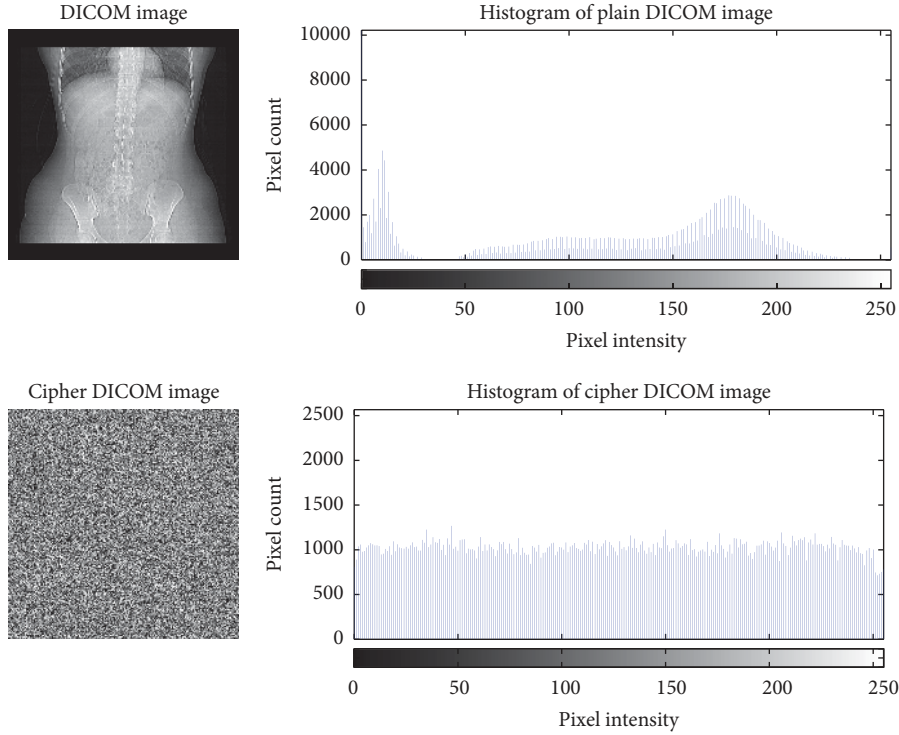 DICOM image
Histogram of plain DICOM image
10000
8000
6000
4000
2000
0
Pixel count
0 50 100 150 200 250
Pixel intensity
Cipher DICOM image
Histogram of cipher DICOM image
2500
2000
1500
1000
500
0
Pixel count
0 50 100 150 200 250
Pixel intensity